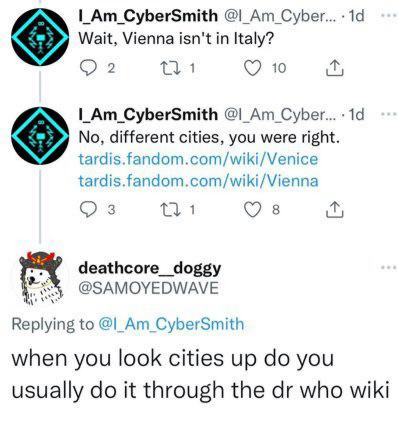 I_Am_CyberSmith @I_Am_Cyber... · 1d
Wait, Vienna isn't in Italy?
2 1 10
I_Am_CyberSmith @I_Am_Cyber... · 1d
No, different cities, you were right.
tardis.fandom.com/wiki/Venice
tardis.fandom.com/wiki/Vienna
3 1 8
deathcore__doggy
@SAMOYEDWAVE
Replying to @I_Am_CyberSmith
when you look cities up do you
usually do it through the dr who wiki